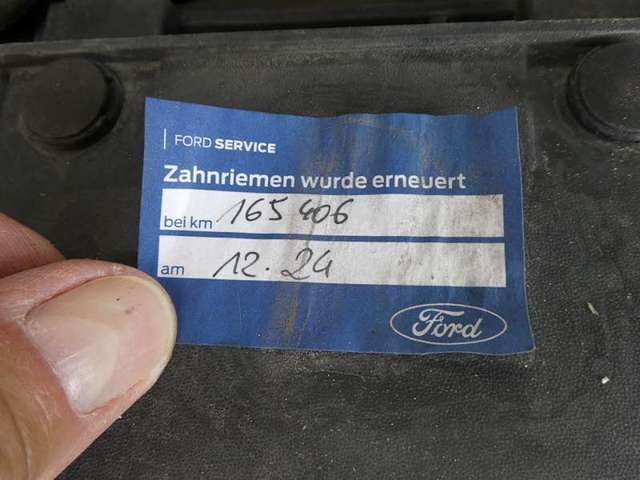 FORD SERVICE
Zahnriemen wurde erneuert
bei km 165 406
am 12.24
Ford